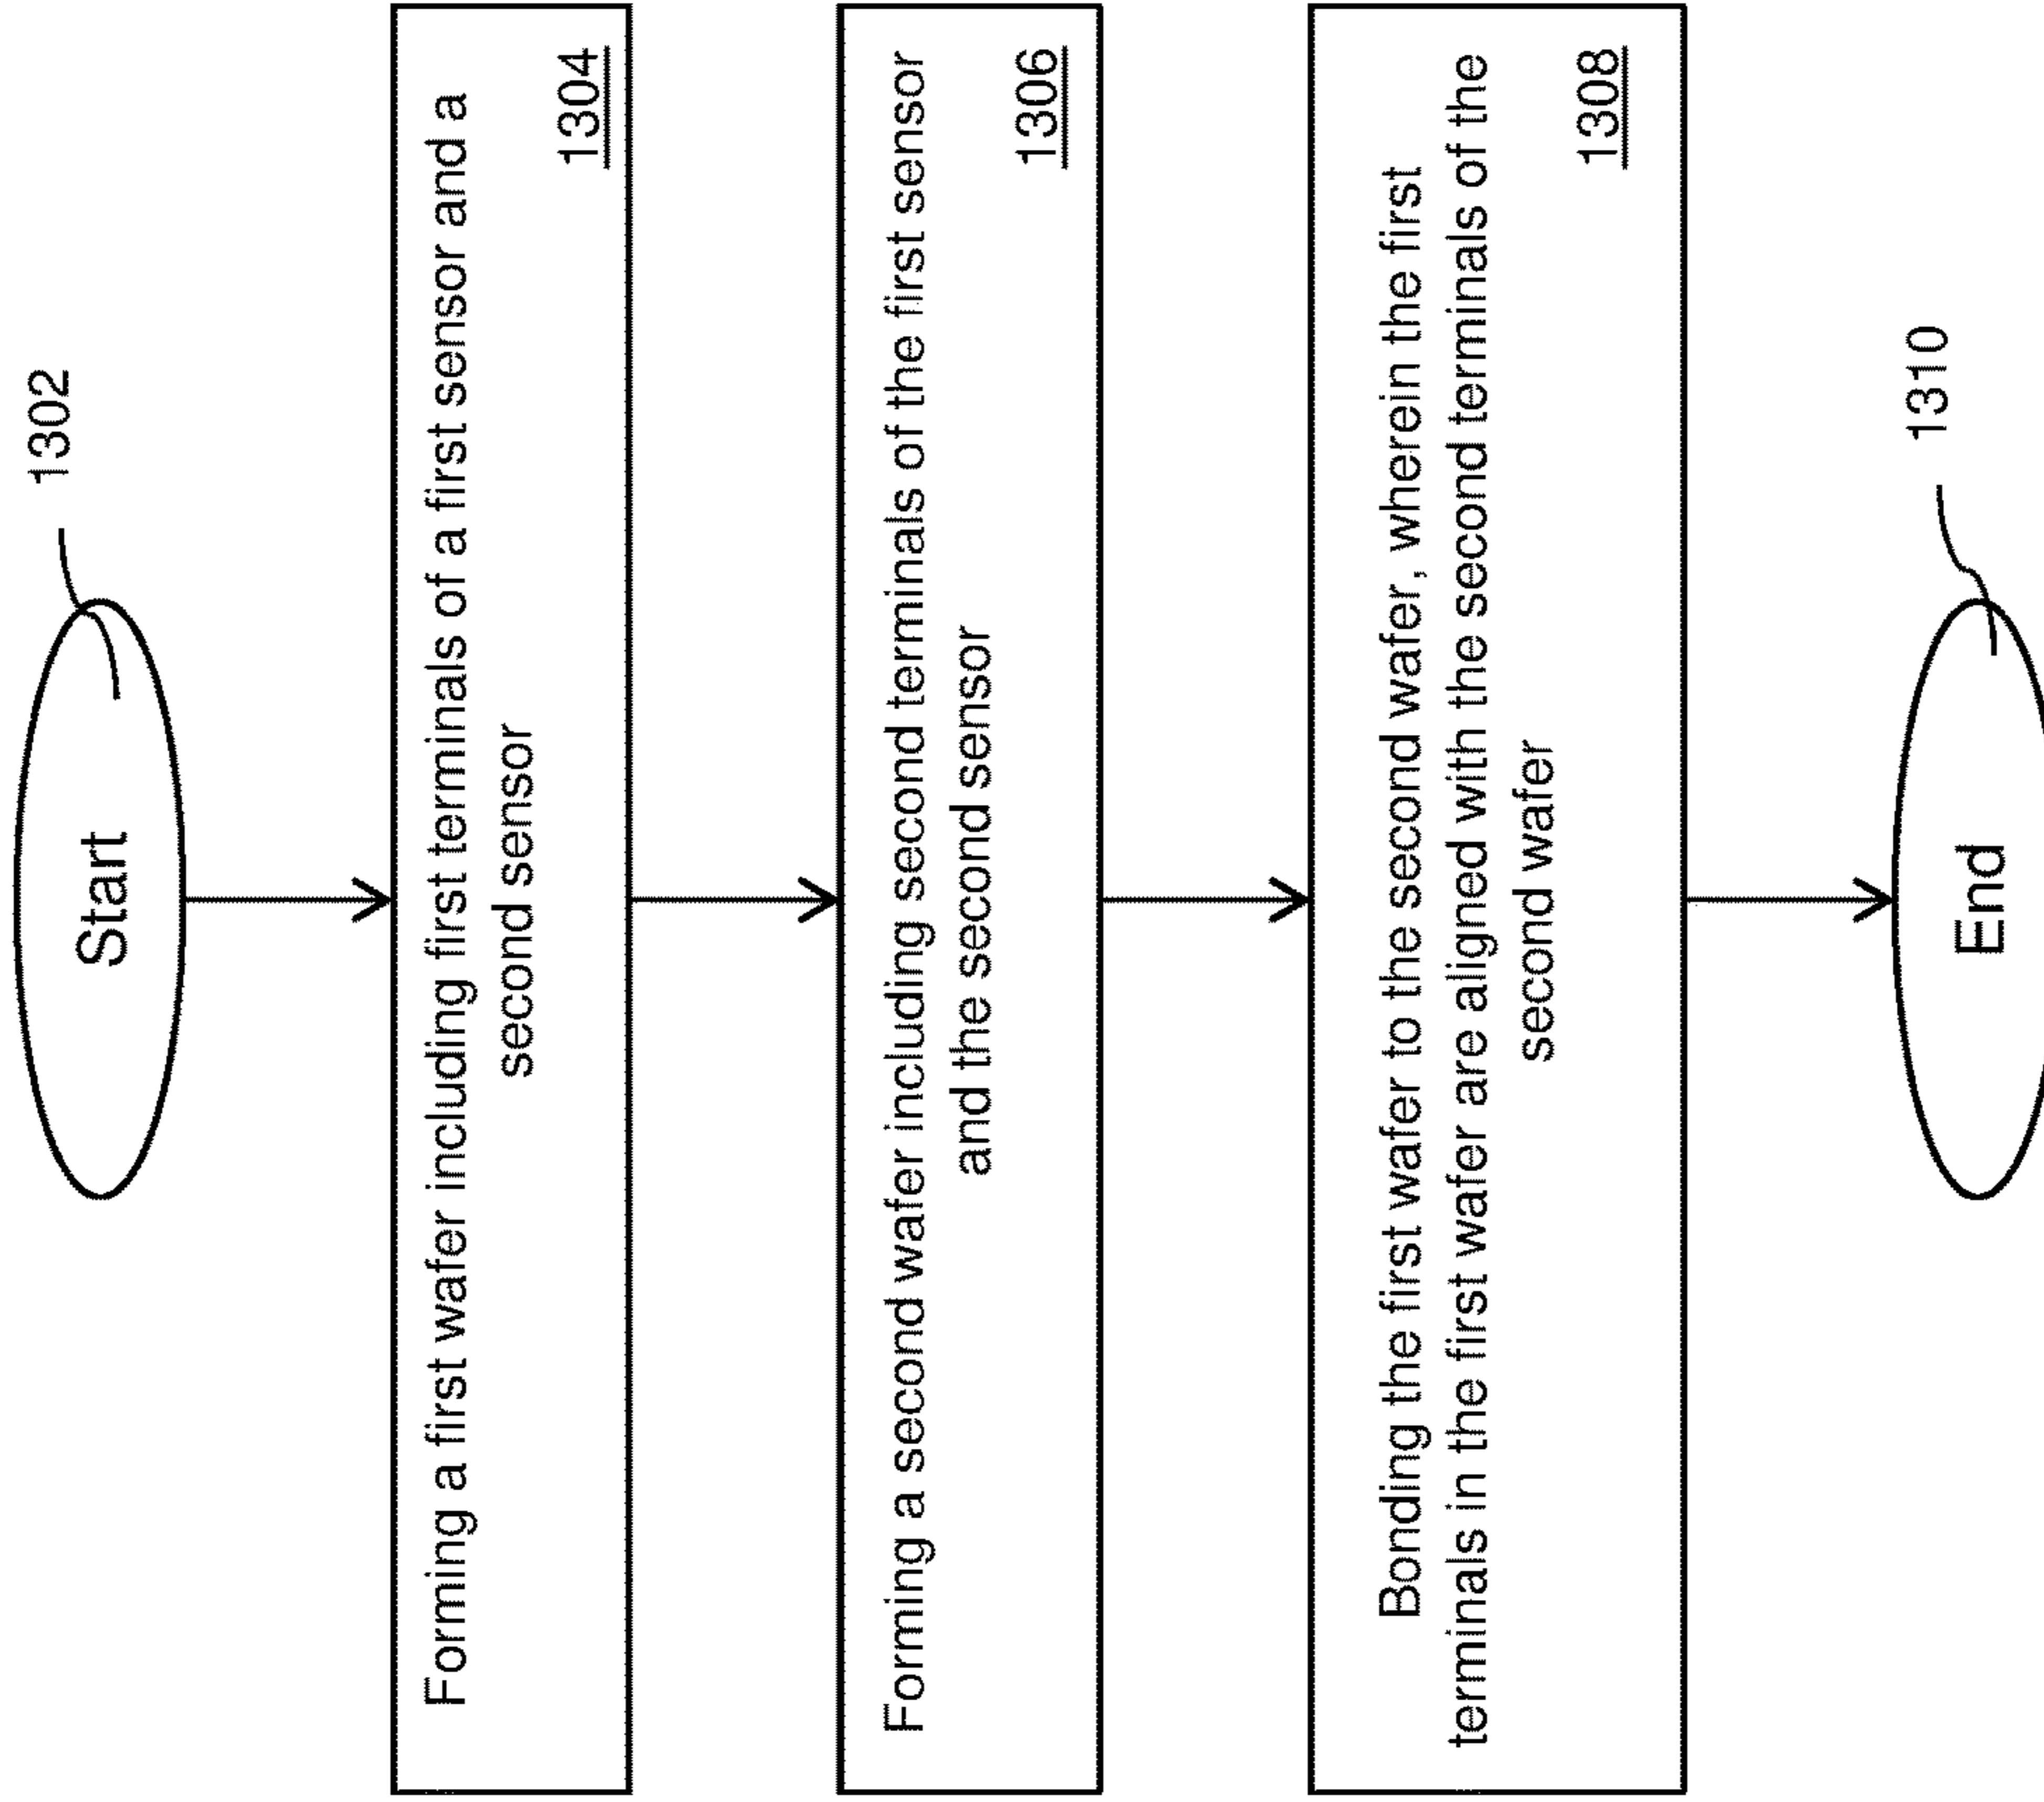 Start
1302
Forming a first wafer including first terminals of a first sensor and a
second sensor
1304
Forming a second wafer including second terminals of the first sensor
and the second sensor
1306
Bonding the first wafer to the second wafer, wherein the first
terminals in the first wafer are aligned with the second terminals of the
second wafer
1308
End
1310